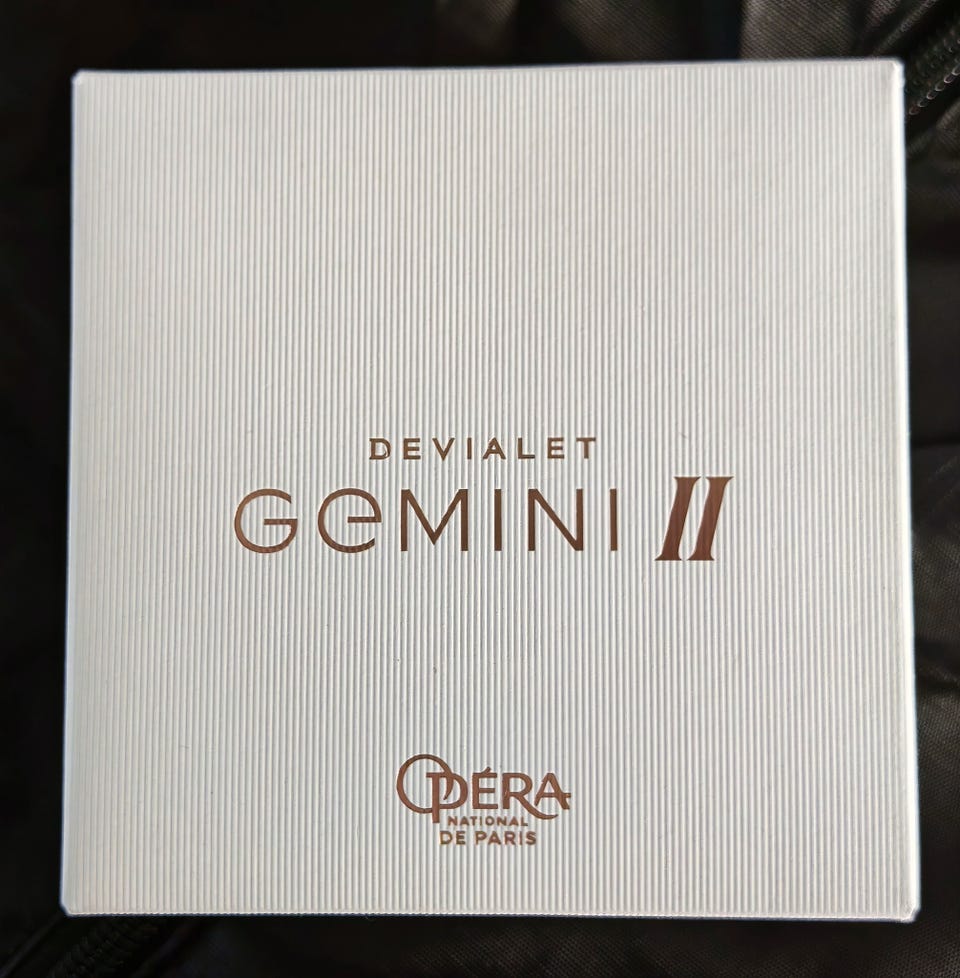 DEVIALET
GeMINI II
OPÉRA
NATIONAL
DE PARIS